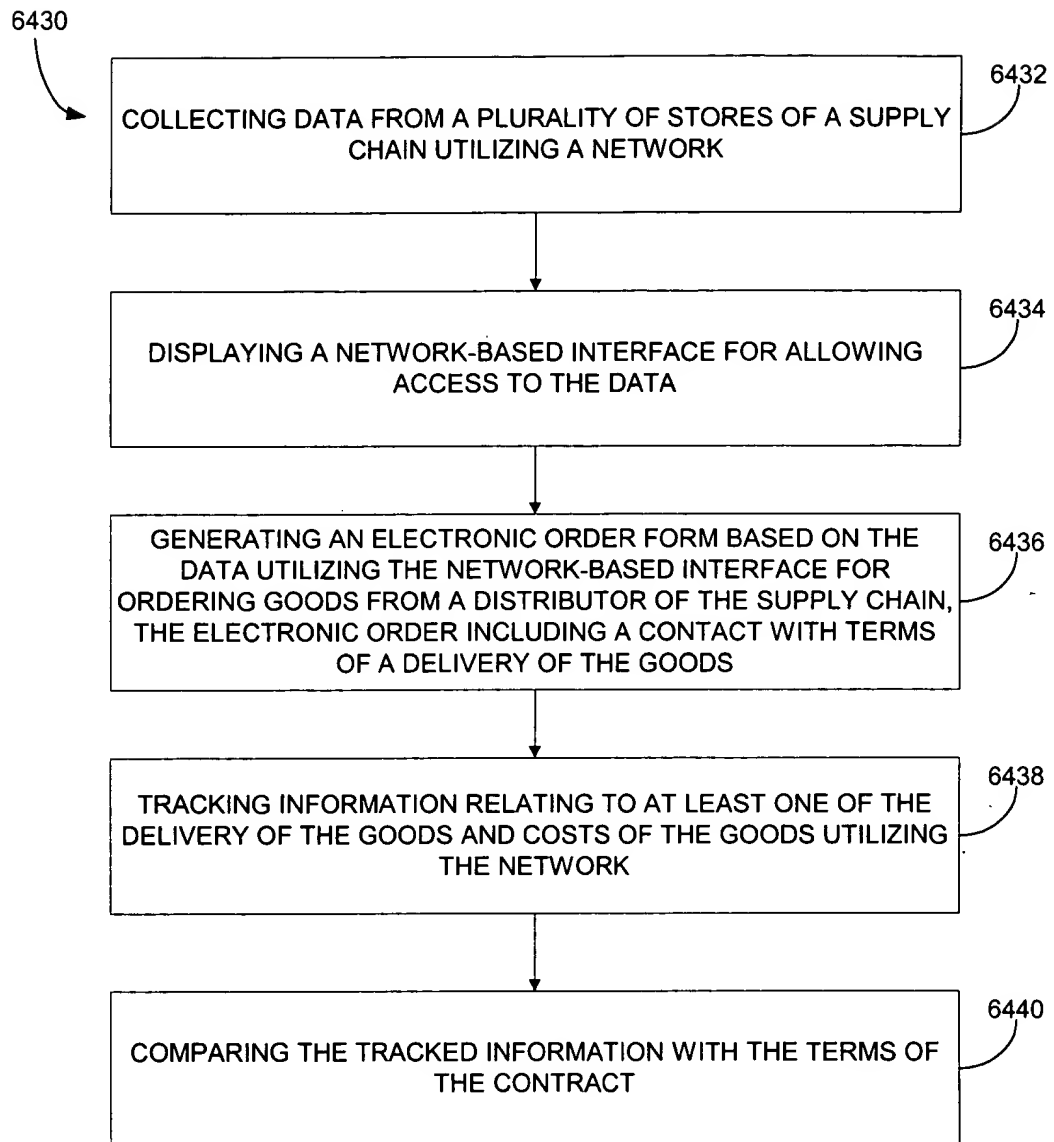 6430
6432
COLLECTING DATA FROM A PLURALITY OF STORES OF A SUPPLY
CHAIN UTILIZING A NETWORK
6434
DISPLAYING A NETWORK-BASED INTERFACE FOR ALLOWING
ACCESS TO THE DATA
6436
GENERATING AN ELECTRONIC ORDER FORM BASED ON THE
DATA UTILIZING THE NETWORK-BASED INTERFACE FOR
ORDERING GOODS FROM A DISTRIBUTOR OF THE SUPPLY CHAIN,
THE ELECTRONIC ORDER INCLUDING A CONTACT WITH TERMS
OF A DELIVERY OF THE GOODS
6438
TRACKING INFORMATION RELATING TO AT LEAST ONE OF THE
DELIVERY OF THE GOODS AND COSTS OF THE GOODS UTILIZING
THE NETWORK
6440
COMPARING THE TRACKED INFORMATION WITH THE TERMS OF
THE CONTRACT